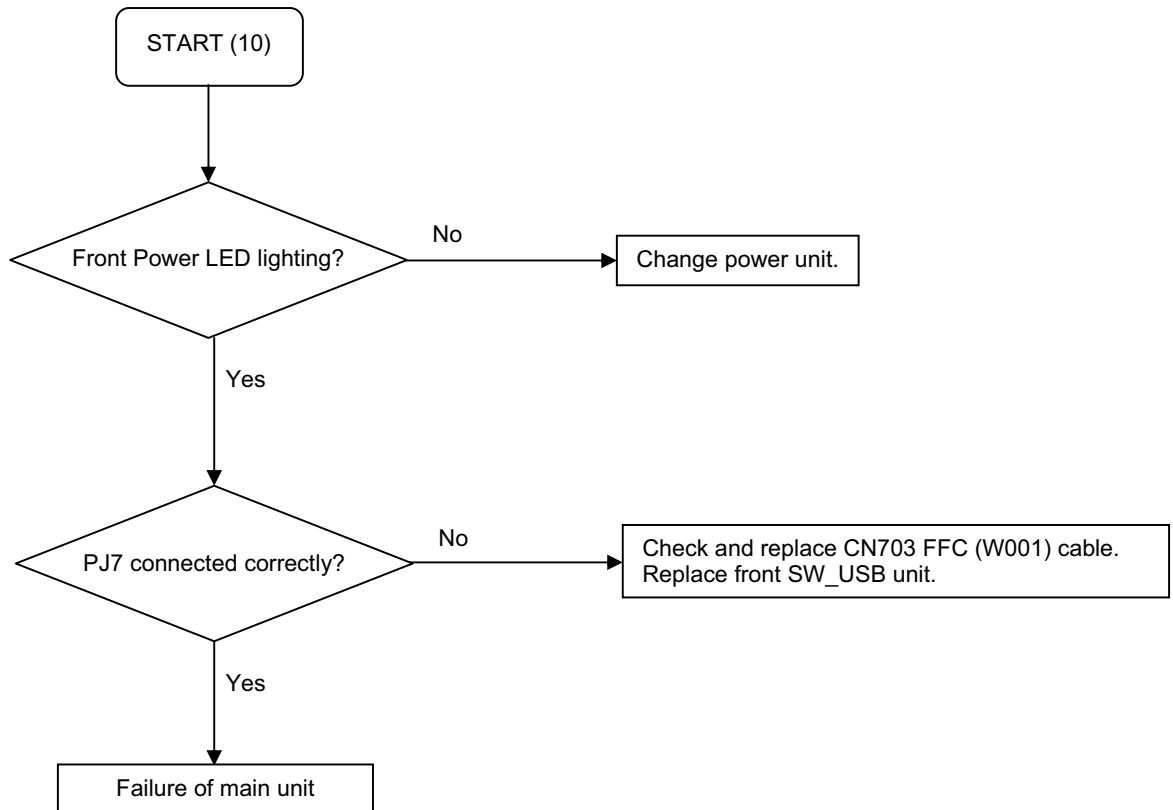 START (10)
Front Power LED lighting?
No
Change power unit.
Yes
PJ7 connected correctly?
No
Check and replace CN703 FFC (W001) cable.
Replace front SW_USB unit.
Yes
Failure of main unit